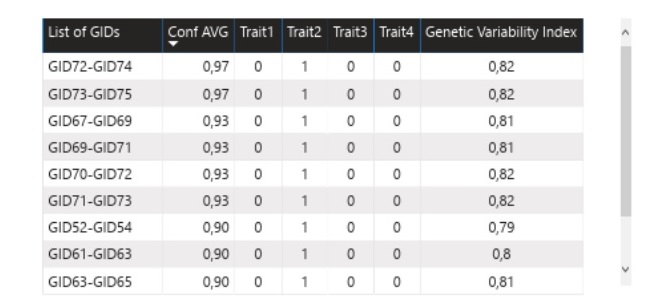 List of GIDs Conf AVG Trait1 Trait2 Trait3 Trait4 Genetic Variability Index
GID72-GID74 0,97 0 1 0 0 0,82
GID73-GID75 0,97 0 1 0 0 0,82
GID67-GID69 0,93 0 1 0 0 0,81
GID69-GID71 0,93 0 1 0 0 0,81
GID70-GID72 0,93 0 1 0 0 0,82
GID71-GID73 0,93 0 1 0 0 0,82
GID52-GID54 0,90 0 1 0 0 0,79
GID61-GID63 0,90 0 1 0 0 0,8
GID63-GID65 0,90 0 1 0 0 0,81